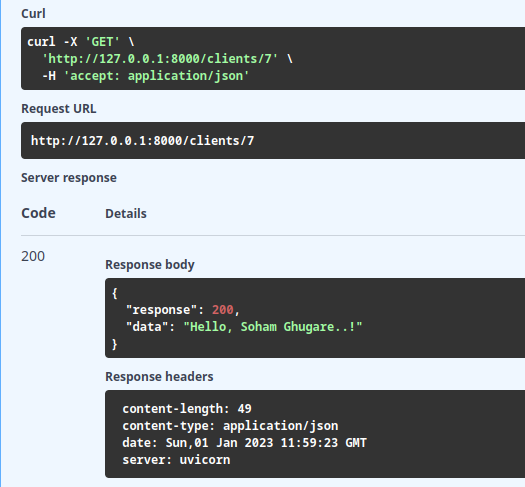 Curl
curl -X 'GET' \
  'http://127.0.0.1:8000/clients/7' \
  -H 'accept: application/json'
Request URL
http://127.0.0.1:8000/clients/7
Server response
Code Details
200
Response body
{
  "response": 200,
  "data": "Hello, Soham Ghugare..!"
}
Response headers
content-length: 49
content-type: application/json
date: Sun,01 Jan 2023 11:59:23 GMT
server: uvicorn